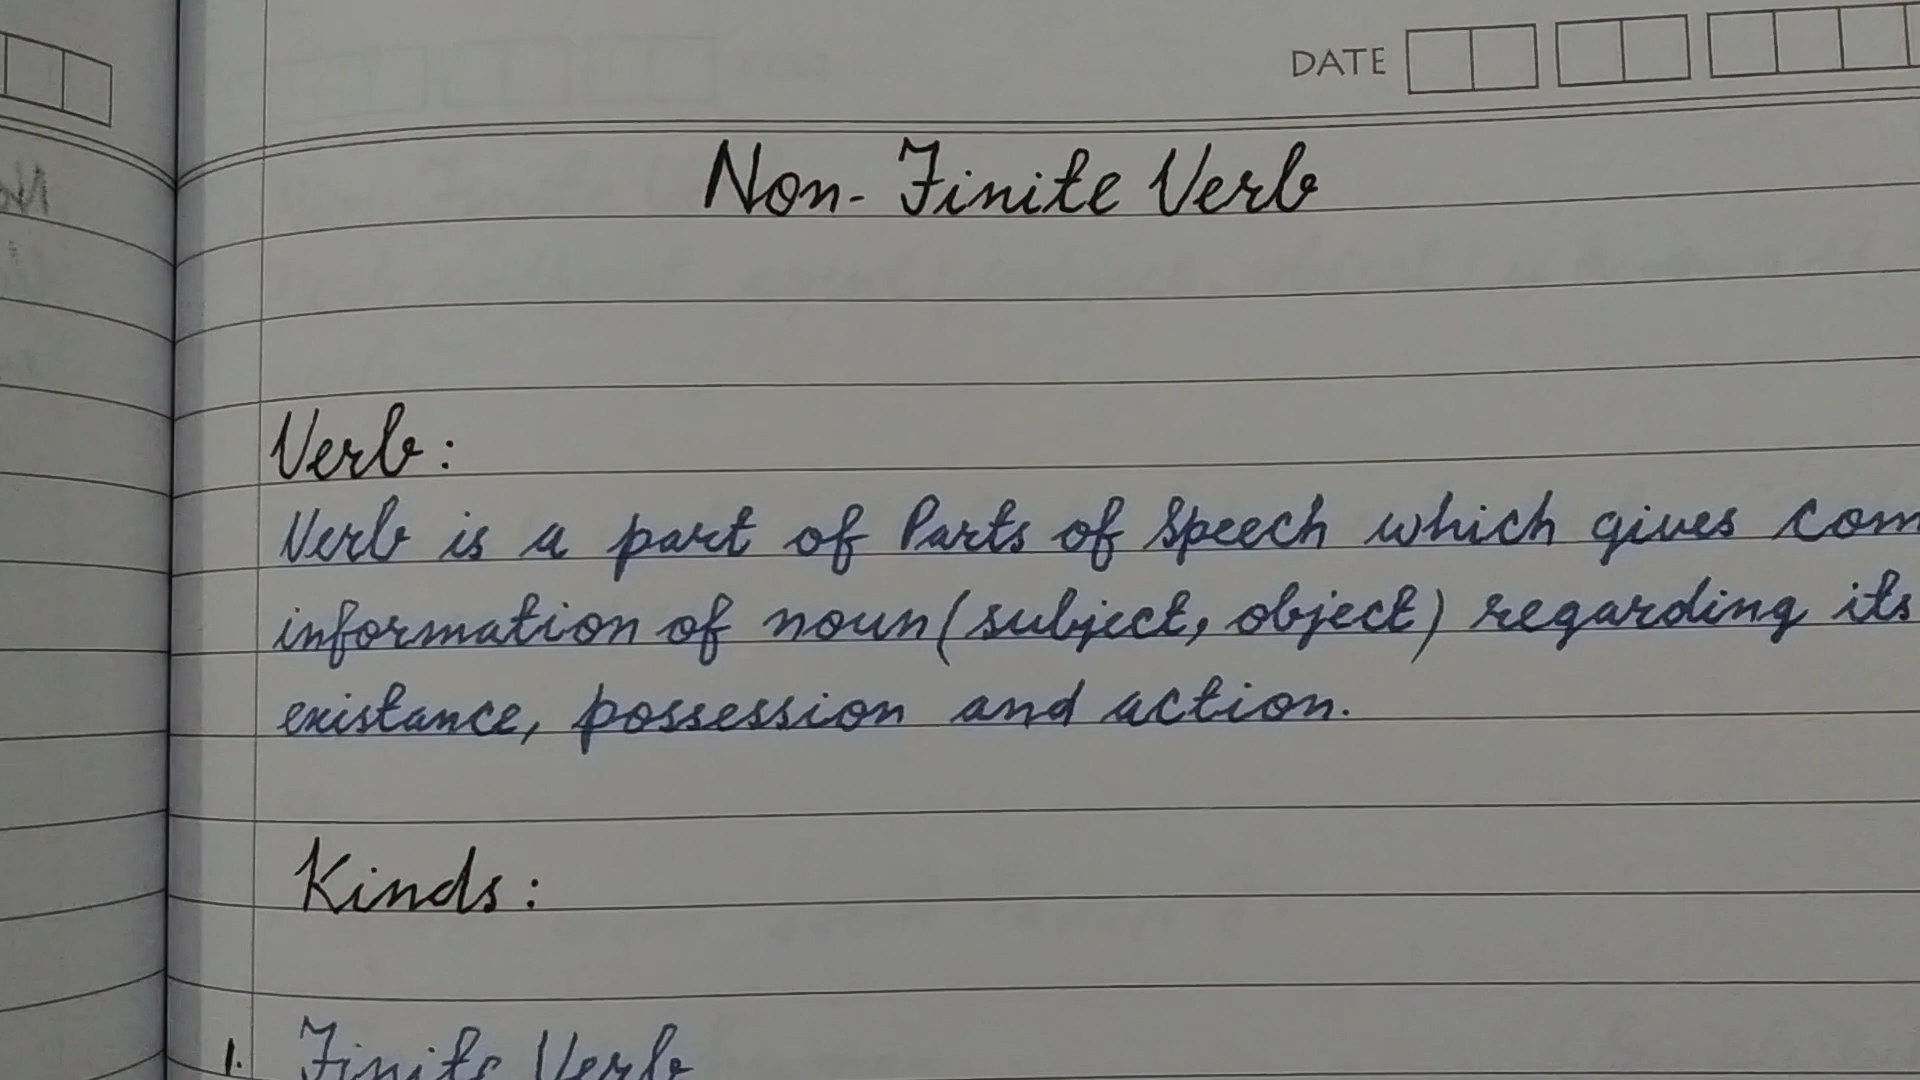 DATE
Non-Finite Verb
Verb:
Verb is a part of Parts of Speech which gives com
information of noun (subject, object) regarding its
existance, possession and action.
Kinds:
1. Finite Verb